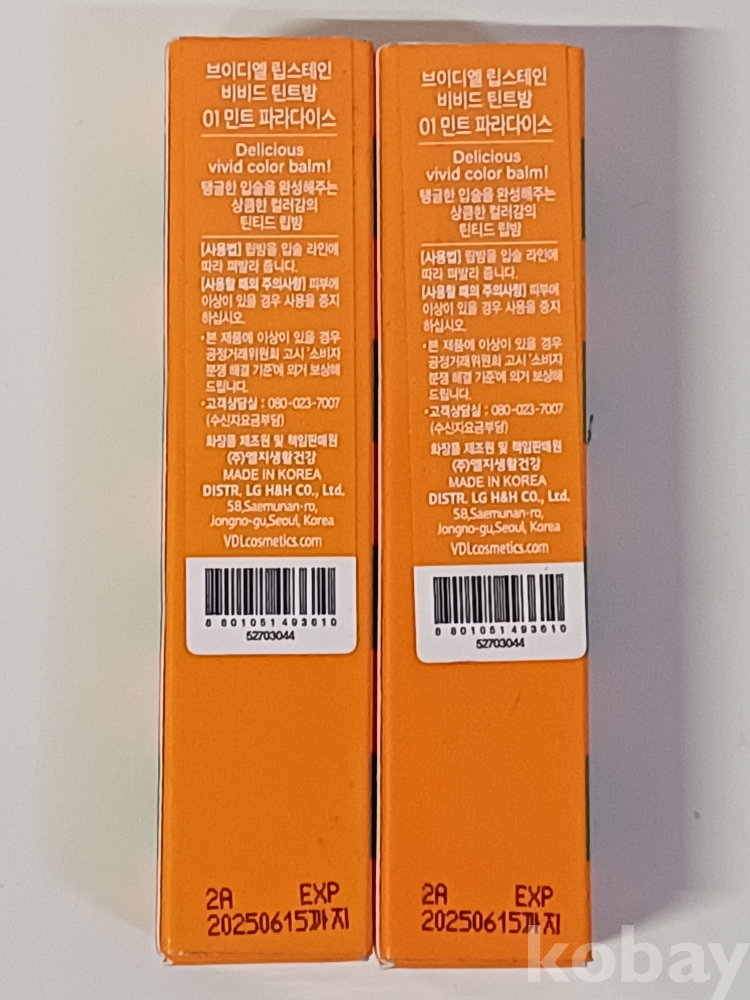 브이디엘 립스테인
비비드 틴트밤
01 민트 파라다이스
Delicious
vivid color balm!
탱글한 입술을 완성해주는
상큼한 컬러감의
틴티드 립밤
[사용법] 립밤을 입술 라인에
따라 펴발라 줍니다.
[사용할 때의 주의사항] 피부에
이상이 있을 경우 사용을 중지
하십시오.
•본 제품에 이상이 있을 경우
공정거래위원회 고시 '소비자
분쟁 해결 기준'에 의거 보상해
드립니다.
•고객상담실 : 080-023-7007
(수신자요금부담)
화장품 제조원 및 책임판매원
(주)엘지생활건강
MADE IN KOREA
DISTR. LG H&H CO., Ltd.
58,Saemunan-ro,
Jongno-gu,Seoul, Korea
VDLcosmetics.com
8 801051 493610
52703044
2A EXP
20250615까지
브이디엘 립스테인
비비드 틴트밤
01 민트 파라다이스
Delicious
vivid color balm!
탱글한 입술을 완성해주는
상큼한 컬러감의
틴티드 립밤
[사용법] 립밤을 입술 라인에
따라 펴발라 줍니다.
[사용할 때의 주의사항] 피부에
이상이 있을 경우 사용을 중지
하십시오.
•본 제품에 이상이 있을 경우
공정거래위원회 고시 '소비자
분쟁 해결 기준'에 의거 보상해
드립니다.
•고객상담실 : 080-023-7007
(수신자요금부담)
화장품 제조원 및 책임판매원
(주)엘지생활건강
MADE IN KOREA
DISTR. LG H&H CO., Ltd.
58,Saemunan-ro,
Jongno-gu,Seoul, Korea
VDLcosmetics.com
8 801051 493610
52703044
2A EXP
20250615까지
kobay